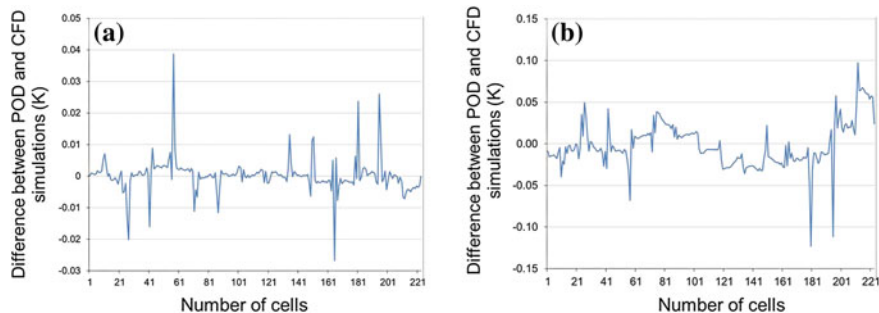 (a)
Difference between POD and CFD
simulations (K)
0.05
0.04
0.03
0.02
0.01
0
-0.01
-0.02
-0.03
1 21 41 61 81 101 121 141 161 181 201 221
Number of cells
(b)
Difference between POD and CFD
simulations (K)
0.15
0.10
0.05
0.00
-0.05
-0.10
-0.15
1 21 41 61 81 101 121 141 161 181 201 221
Number of cells